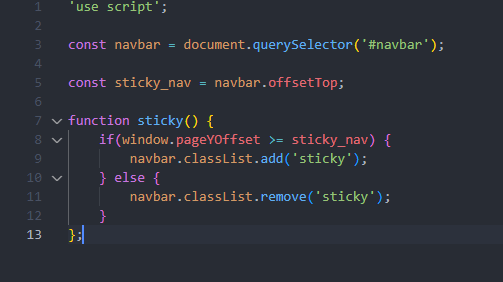 1 'use script';
2
3 const navbar = document.querySelector('#navbar');
4
5 const sticky_nav = navbar.offsetTop;
6
7 function sticky() {
8     if(window.pageYOffset >= sticky_nav) {
9         navbar.classList.add('sticky');
10     } else {
11         navbar.classList.remove('sticky');
12     }
13 };